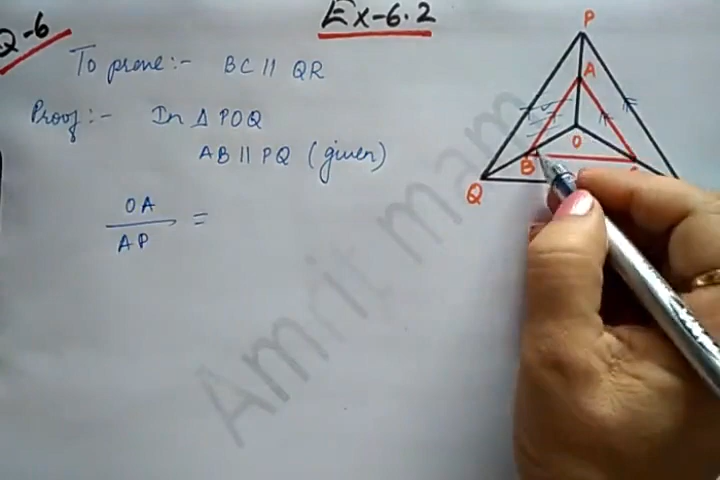 Q-6
Ex-6.2
To prove:- BC || QR
Proof:- In Δ POQ
AB || PQ (given)
OA
AP
=
P
A
O
B
Q
Amrit mam